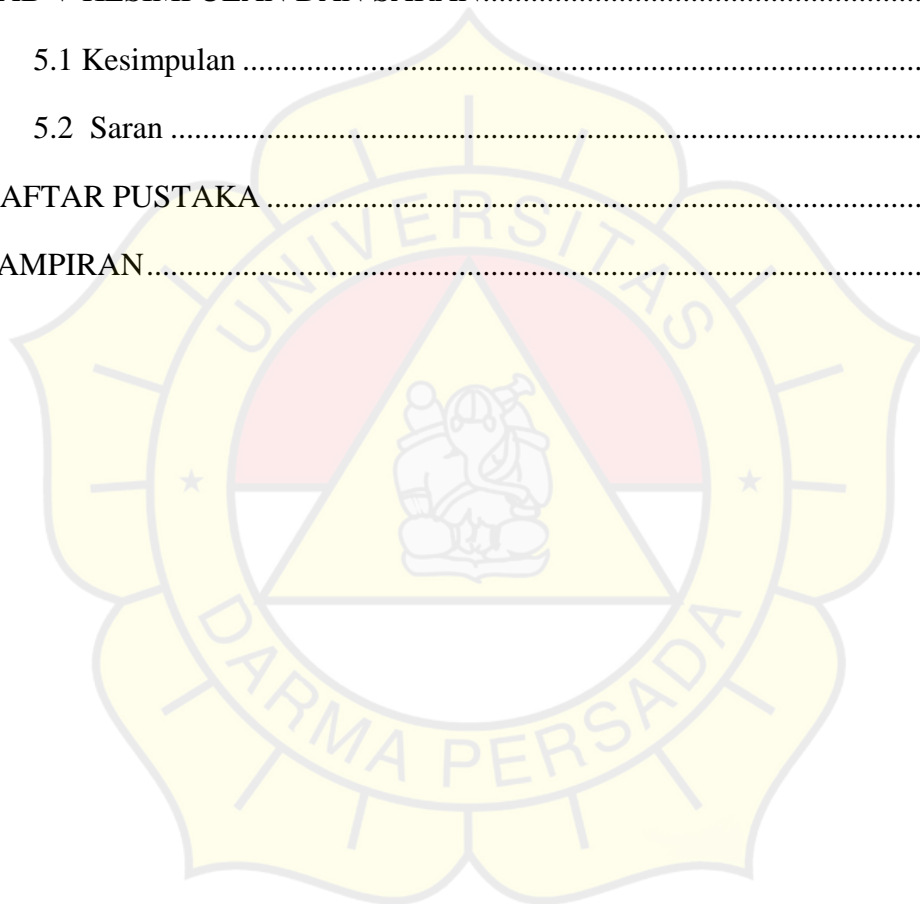 5.1 Kesimpulan ....................................................................................
5.2  Saran ..............................................................................................
AFTAR PUSTAKA ..................................................................................
AMPIRAN.................................................................................................
UNIVERSITAS
DARMA PERSADA